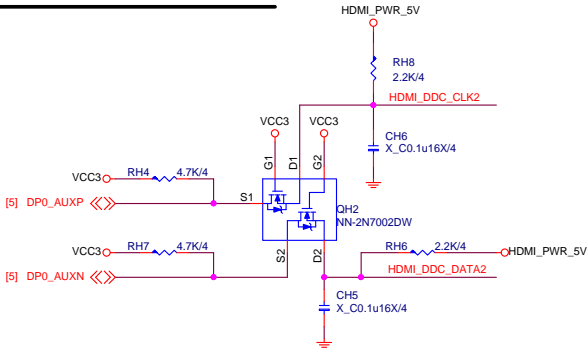 HDMI_PWR_5V
RH8
2.2K/4
HDMI_DDC_CLK2
VCC3
VCC3
CH6
X_C0.1u16X/4
G1
D1
G2
VCC3
RH4
4.7K/4
S1
[5]
DP0_AUXP
QH2
NN-2N7002DW
S2
D2
VCC3
RH7
4.7K/4
RH6
2.2K/4
HDMI_PWR_5V
[5]
DP0_AUXN
HDMI_DDC_DATA2
CH5
X_C0.1u16X/4